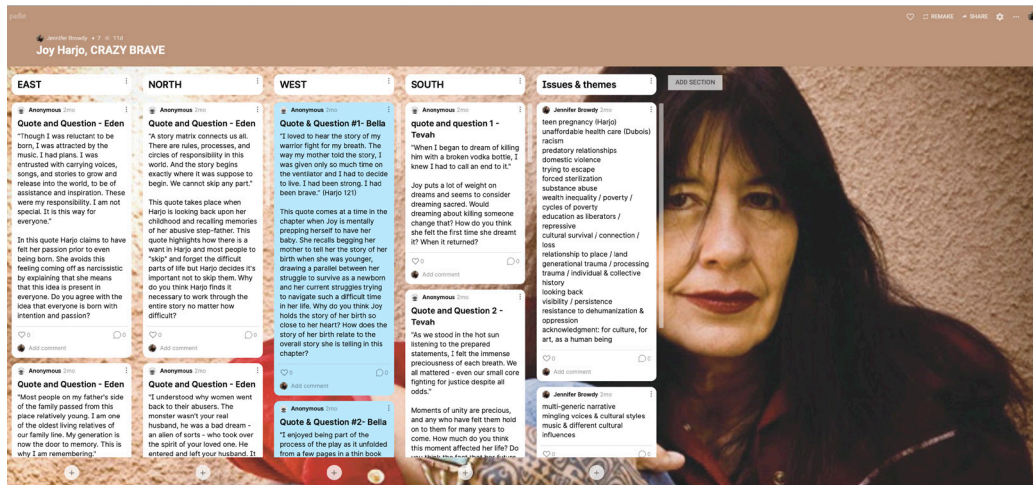 padlet
REMAKE
SHARE
Jennifer Browdy • 7 11d
Joy Harjo, CRAZY BRAVE
EAST
Anonymous 2mo
Quote and Question - Eden
"Though I was reluctant to be
born, I was attracted by the
music. I had plans. I was
entrusted with carrying voices,
songs, and stories to grow and
release into the world, to be of
assistance and inspiration. These
were my responsibility. I am not
special. It is this way for
everyone."
In this quote Harjo claims to have
felt her passion prior to even
being born. She avoids this
feeling coming off as narcissistic
by explaining that she means
that this idea is present in
everyone. Do you agree with the
idea that everyone is born with
intention and passion?
0
0
Add comment
Anonymous 2mo
Quote and Question - Eden
"Most people on my father's side
of the family passed from this
place relatively young. I am one
of the oldest living relatives of
our family line. My generation is
now the door to memory. This is
why I am remembering."
NORTH
Anonymous 2mo
Quote and Question - Eden
"A story matrix connects us all.
There are rules, processes, and
circles of responsibility in this
world. And the story begins
exactly where it was suppose to
begin. We cannot skip any part."
This quote takes place when
Harjo is looking back upon her
childhood and recalling memories
of her abusive step-father. This
quote highlights how there is a
want in Harjo and most people to
"skip" and forget the difficult
parts of life but Harjo decides it's
important not to skip them. Why
do you think Harjo finds it
necessary to work through the
entire story no matter how
difficult?
0
0
Add comment
Anonymous 2mo
Quote and Question - Eden
"I understood why women went
back to their abusers. The
monster wasn't your real
husband, he was a bad dream -
an alien of sorts - who took over
the spirit of your loved one. He
entered and left your husband. It
WEST
Anonymous 2mo
Quote & Question #1- Bella
"I loved to hear the story of my
warrior fight for my breath. The
way my mother told the story, I
was given only so much time on
the ventilator and I had to decide
to live. I had been strong. I had
been brave." (Harjo 121)
This quote comes at a time in the
chapter when Joy is mentally
prepping herself to have her
baby. She recalls begging her
mother to tell her the story of her
birth when she was younger,
drawing a parallel between her
struggle to survive as a newborn
and her current struggles trying
to navigate such a difficult time
in her life. Why do you think Joy
holds the story of her birth so
close to her heart? How does the
story of her birth relate to the
overall story she is telling in this
chapter?
0
0
Add comment
Anonymous 2mo
Quote & Question #2- Bella
"I enjoyed being part of the
process of the play as it unfolded
from a few pages in a thin book
SOUTH
Anonymous 2mo
quote and question 1 -
Tevah
"When I began to dream of killing
him with a broken vodka bottle, I
knew I had to call an end to it."
Joy puts a lot of weight on
dreams and seems to consider
dreaming sacred. Would
dreaming about killing someone
change that? How do you think
she felt the first time she dreamt
it? When it returned?
0
0
Add comment
Anonymous 2mo
Quote and Question 2 -
Tevah
"As we stood in the hot sun
listening to the prepared
statements, I felt the immense
preciousness of each breath. We
all mattered - even our small core
fighting for justice despite all
odds."
Moments of unity are precious,
and any who have felt them hold
on to them for many years to
come. How much do you think
this moment affected her life? Do
you think the fact that her future
Issues & themes
Jennifer Browdy 2mo
teen pregnancy (Harjo)
unaffordable health care (Dubois)
racism
predatory relationships
domestic violence
trying to escape
forced sterilization
substance abuse
wealth inequality / poverty /
cycles of poverty
education as liberators /
repressive
cultural survival / connection /
loss
relationship to place / land
generational trauma / processing
trauma / individual & collective
history
looking back
visibility / persistence
resistance to dehumanization &
oppression
acknowledgment: for culture, for
art, as a human being
0
0
Add comment
Jennifer Browdy 2mo
multi-generic narrative
mingling voices & cultural styles
music & different cultural
influences
0
0
ADD SECTION